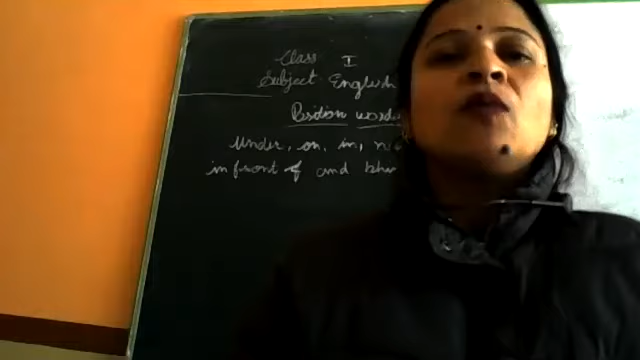 Class I
Subject English
Position words
Under, on, in,
in front of and